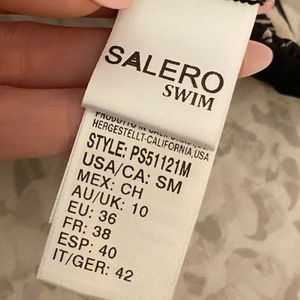 SALERO
SWIM
HERGESTELLT-CALIFORNIA, USA
STYLE: PS51121M
USA/CA: SM
MEX: CH
AU/UK: 10
EU: 36
FR: 38
ESP: 40
IT/GER: 42